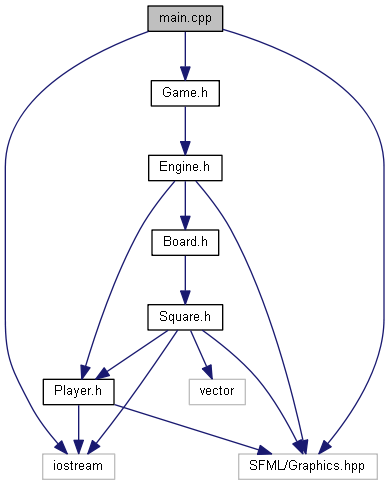 main.cpp
Game.h
Engine.h
Board.h
Square.h
Player.h
vector
iostream
SFML/Graphics.hpp